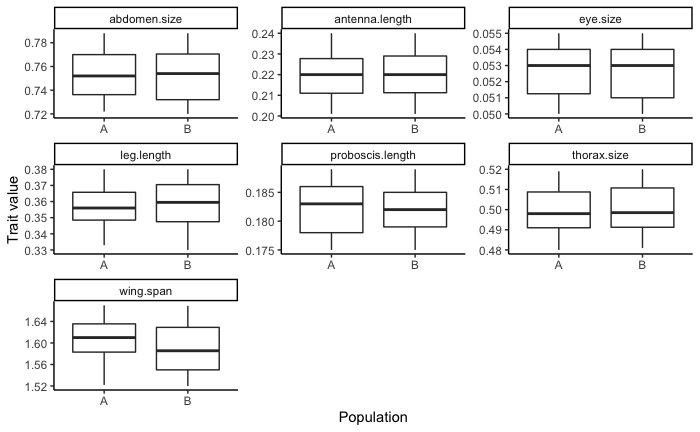 abdomen.size antenna.length eye.size
0.78 0.24 0.055
0.76 0.23 0.054
0.74 0.22 0.053
0.72 0.21 0.051
0.20 0.050
A B A B A B
leg.length proboscis.length thorax.size
0.38 0.185 0.52
0.37 0.180 0.51
0.36 0.175 0.50
0.35 0.49
0.34 0.48
0.33
A B A B A B
Trait value
wing.span
1.64
1.60
1.56
1.52
A B
Population